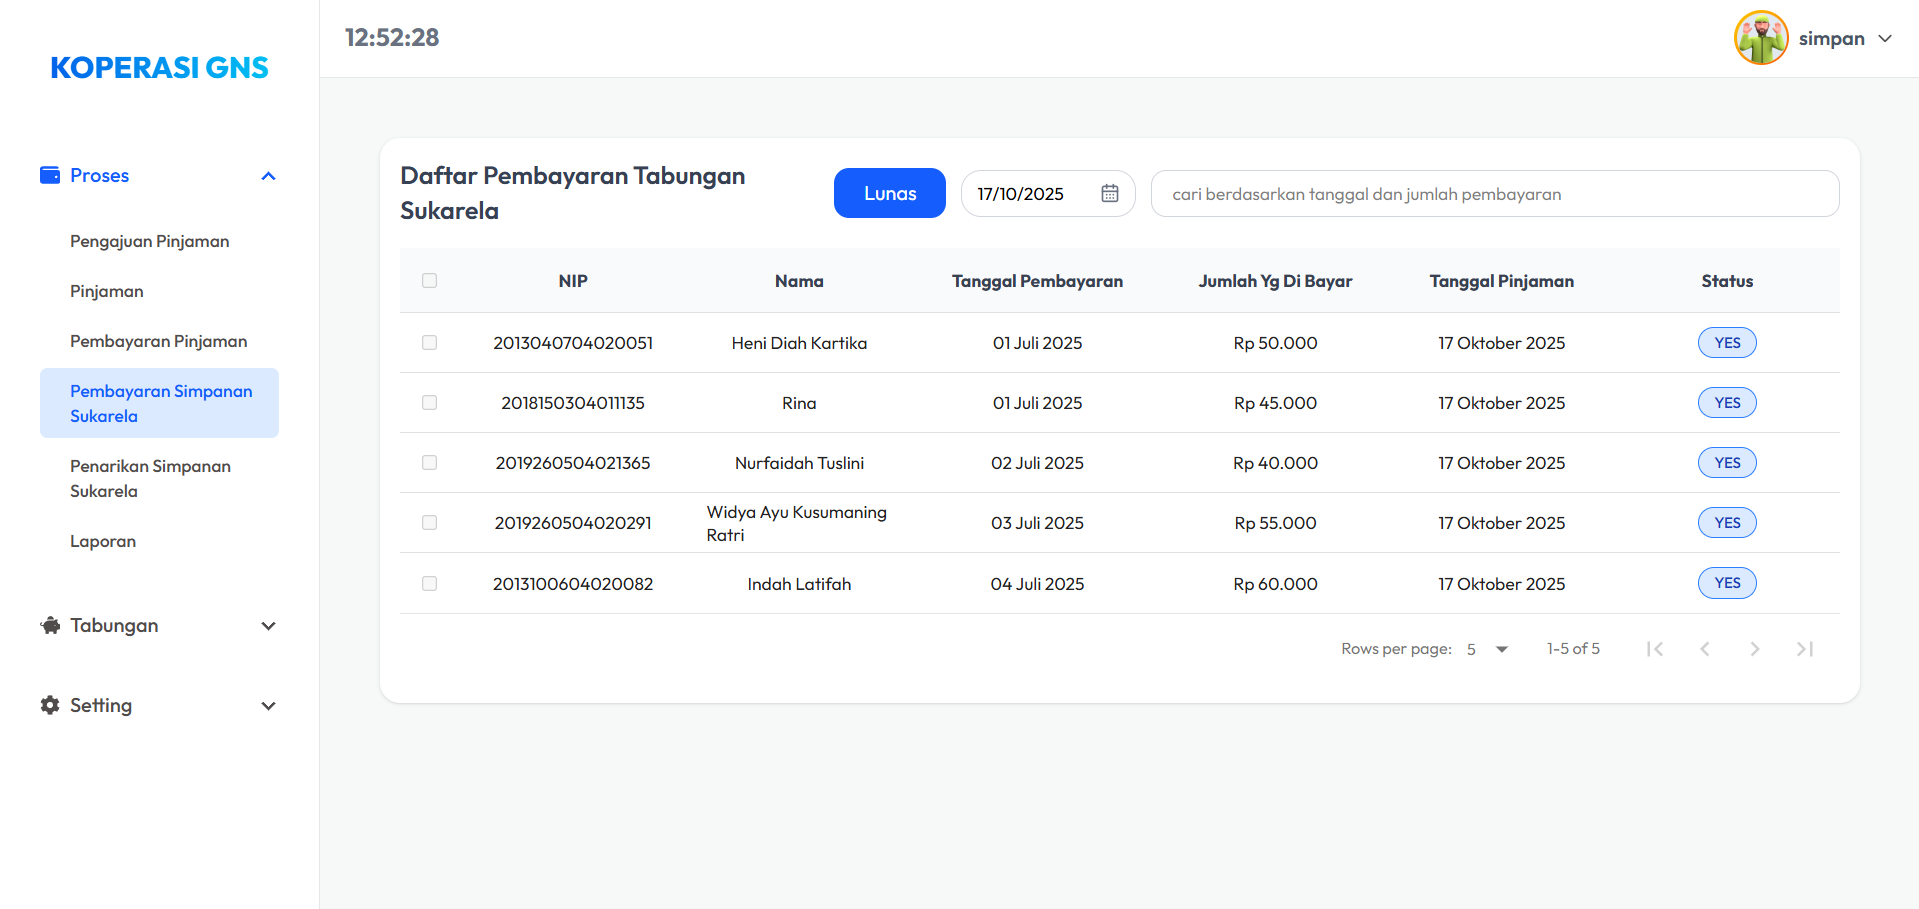 KOPERASI GNS
12:52:28
simpan
Proses
Pengajuan Pinjaman
Pinjaman
Pembayaran Pinjaman
Pembayaran Simpanan
Sukarela
Penarikan Simpanan
Sukarela
Laporan
Tabungan
Setting
Daftar Pembayaran Tabungan
Sukarela
Lunas
17/10/2025
cari berdasarkan tanggal dan jumlah pembayaran
NIP Nama Tanggal Pembayaran Jumlah Yg Di Bayar Tanggal Pinjaman Status
2013040704020051 Heni Diah Kartika 01 Juli 2025 Rp 50.000 17 Oktober 2025 YES
2018150304011135 Rina 01 Juli 2025 Rp 45.000 17 Oktober 2025 YES
2019260504021365 Nurfaidah Tuslini 02 Juli 2025 Rp 40.000 17 Oktober 2025 YES
2019260504020291 Widya Ayu Kusumaning
Ratri 03 Juli 2025 Rp 55.000 17 Oktober 2025 YES
2013100604020082 Indah Latifah 04 Juli 2025 Rp 60.000 17 Oktober 2025 YES
Rows per page: 5 1-5 of 5